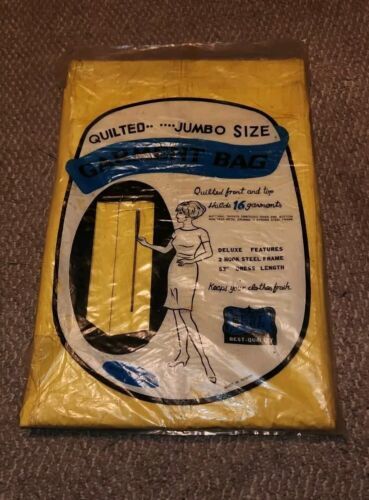 QUILTED.. ....JUMBO SIZE
GARMENT BAG
Quilted front and top
Holds 16 garments
DELUXE FEATURES
2 HOOK STEEL FRAME
57" DRESS LENGTH
Keeps your clothes fresh
BEST-QUALITY